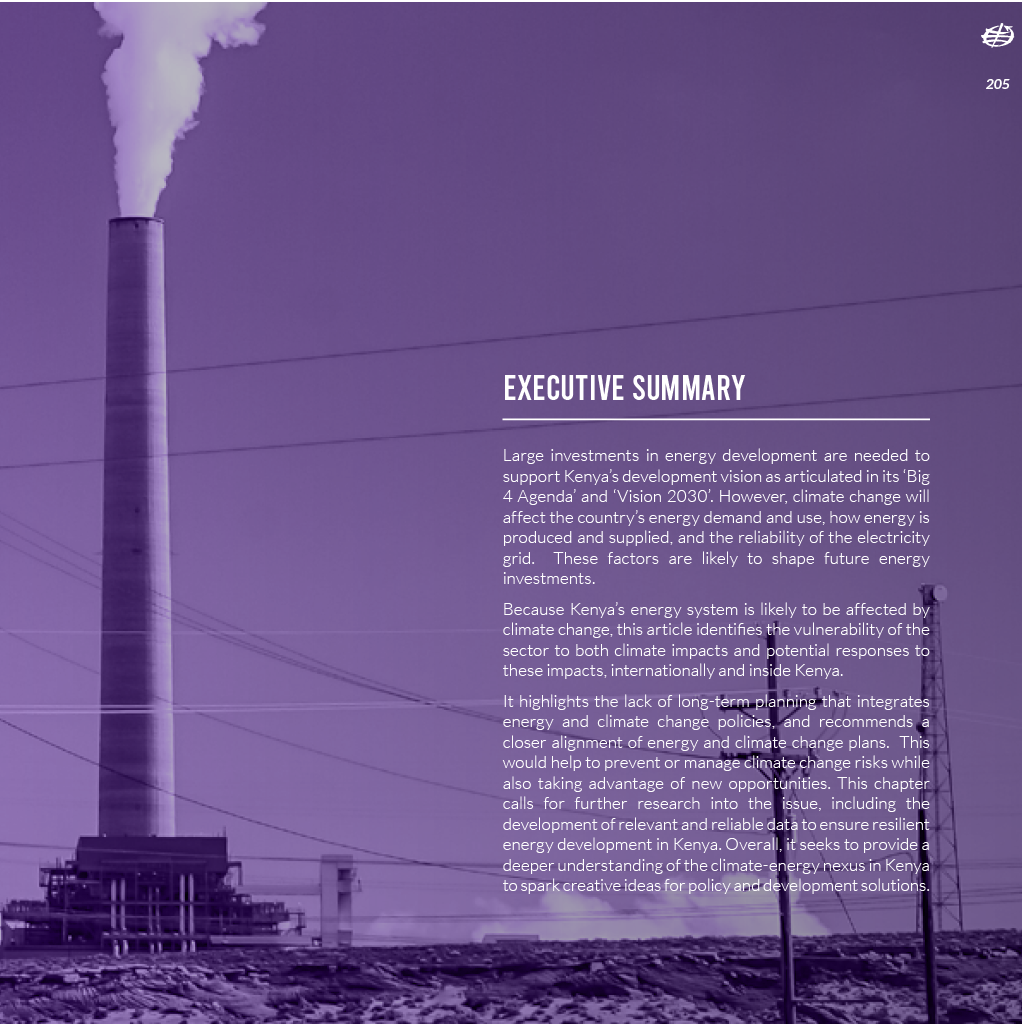 205
EXECUTIVE SUMMARY
Large investments in energy development are needed to
support Kenya's development vision as articulated in its 'Big
4 Agenda' and 'Vision 2030'. However, climate change will
affect the country's energy demand and use, how energy is
produced and supplied, and the reliability of the electricity
grid.  These factors are likely to shape future energy
investments.
Because Kenya's energy system is likely to be affected by
climate change, this article identifies the vulnerability of the
sector to both climate impacts and potential responses to
these impacts, internationally and inside Kenya.
It highlights the lack of long-term planning that integrates
energy and climate change policies, and recommends a
closer alignment of energy and climate change plans.  This
would help to prevent or manage climate change risks while
also taking advantage of new opportunities. This chapter
calls for further research into the issue, including the
development of relevant and reliable data to ensure resilient
energy development in Kenya. Overall, it seeks to provide a
deeper understanding of the climate-energy nexus in Kenya
to spark creative ideas for policy and development solutions.